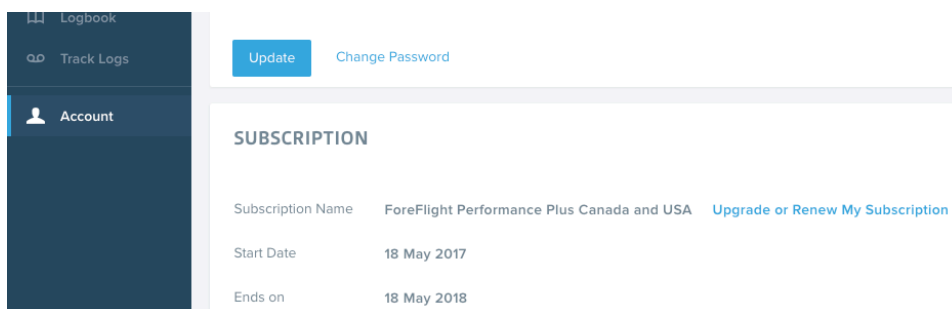 Logbook
Track Logs
Account
Update Change Password
SUBSCRIPTION
Subscription Name ForeFlight Performance Plus Canada and USA Upgrade or Renew My Subscription
Start Date 18 May 2017
Ends on 18 May 2018